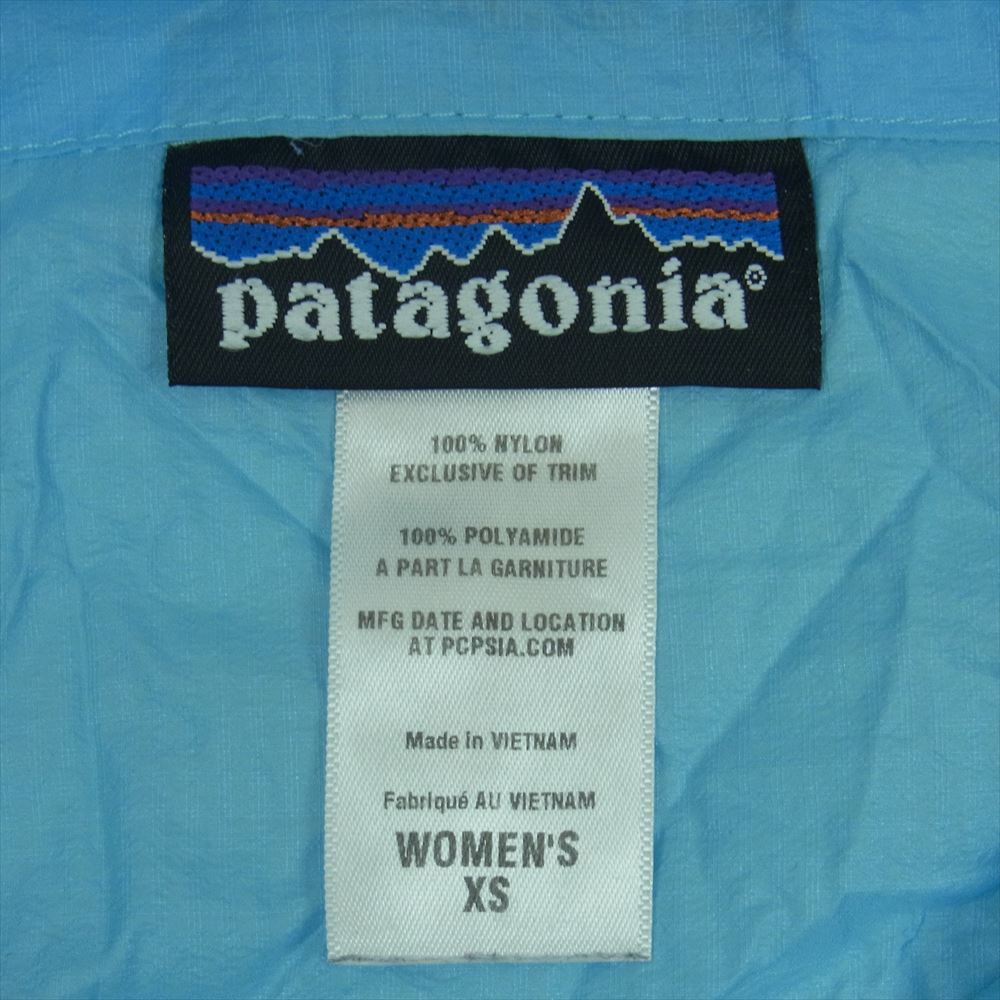 patagonia®
100% NYLON
EXCLUSIVE OF TRIM
100% POLYAMIDE
A PART LA GARNITURE
MFG DATE AND LOCATION
AT PCPSIA.COM
Made in VIETNAM
Fabriqué AU VIETNAM
WOMEN'S
XS